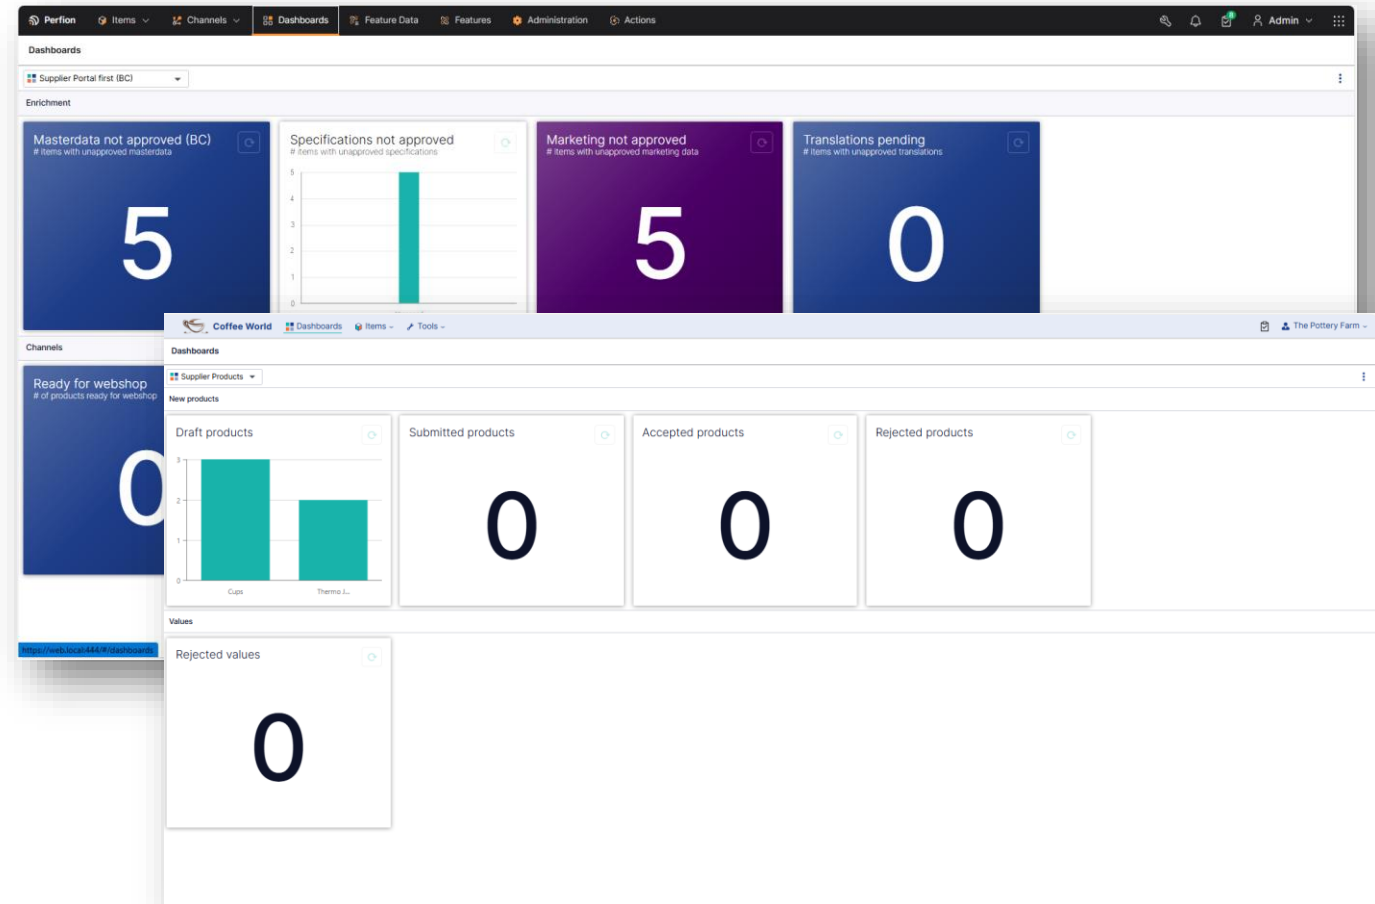 Perfion Items Channels Dashboards Feature Data Features Administration Actions 8 Admin
Dashboards
Supplier Portal first (BC)
Enrichment
Masterdata not approved (BC)
# items with unapproved masterdata
5
Specifications not approved
# items with unapproved specifications
5
4
3
2
1
0
Marketing not approved
# items with unapproved marketing data
5
Translations pending
# items with unapproved translations
0
Channels
Ready for webshop
# of products ready for webshop
0
https://web.local:444/#/dashboards
Coffee World Dashboards Items Tools The Pottery Farm
Dashboards
Supplier Products
New products
Draft products
3
2
1
0
Cups Thermo J...
Submitted products
0
Accepted products
0
Rejected products
0
Values
Rejected values
0